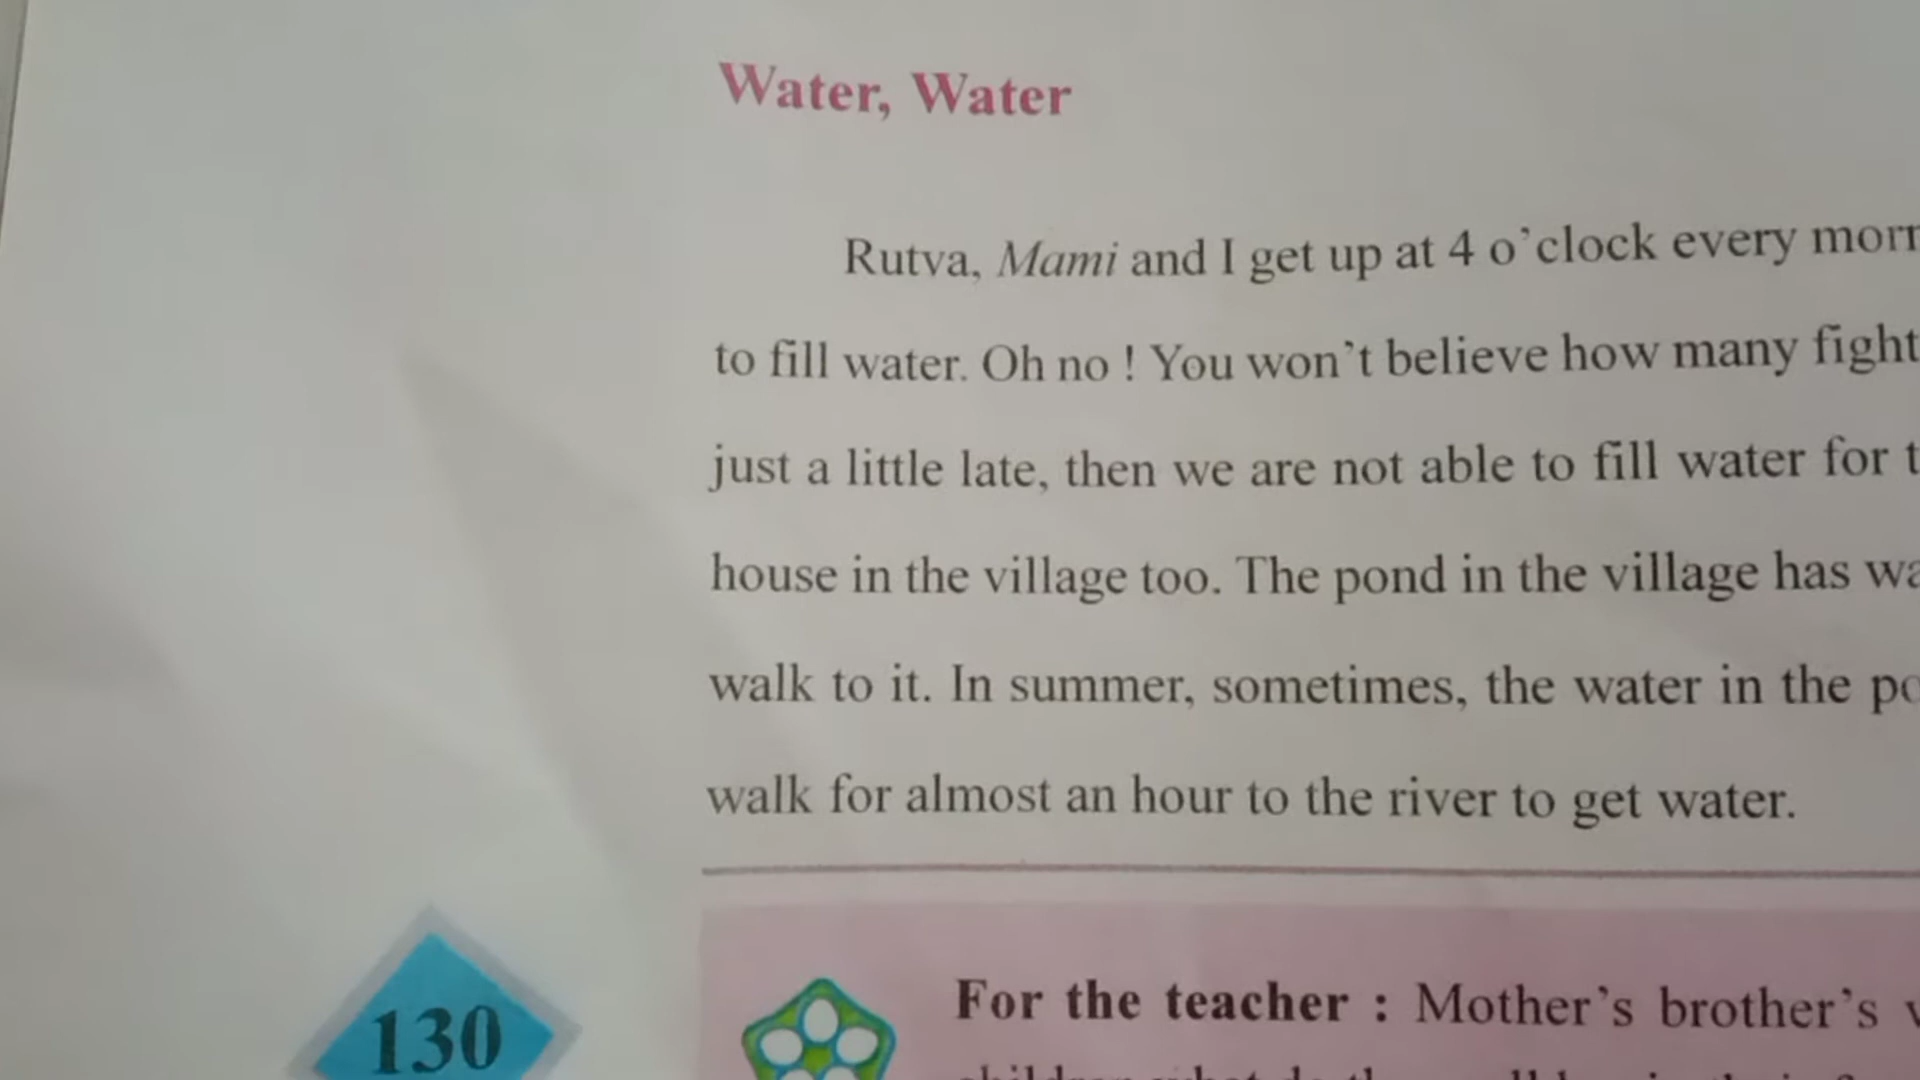 Water, Water
Rutva, Mami and I get up at 4 o'clock every
to fill water. Oh no ! You won't believe how many
just a little late, then we are not able to fill water for
house in the village too. The pond in the village has
walk to it. In summer, sometimes, the water in the
walk for almost an hour to the river to get water.
130
For the teacher : Mother's brother's